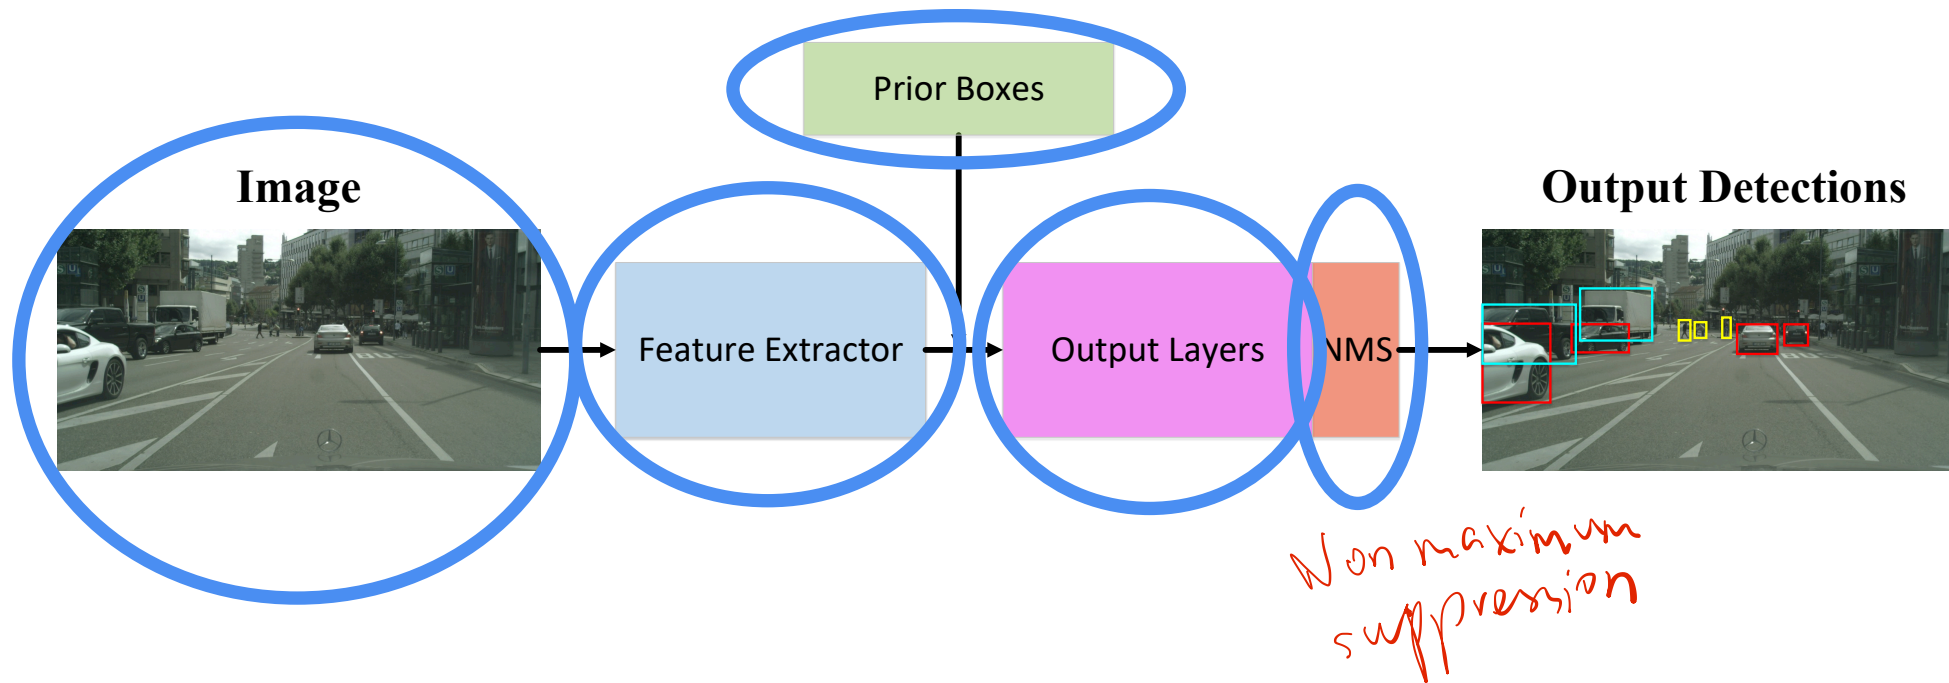 Prior Boxes
Image
Output Detections
Feature Extractor
Output Layers
NMS
Non maximum
suppression